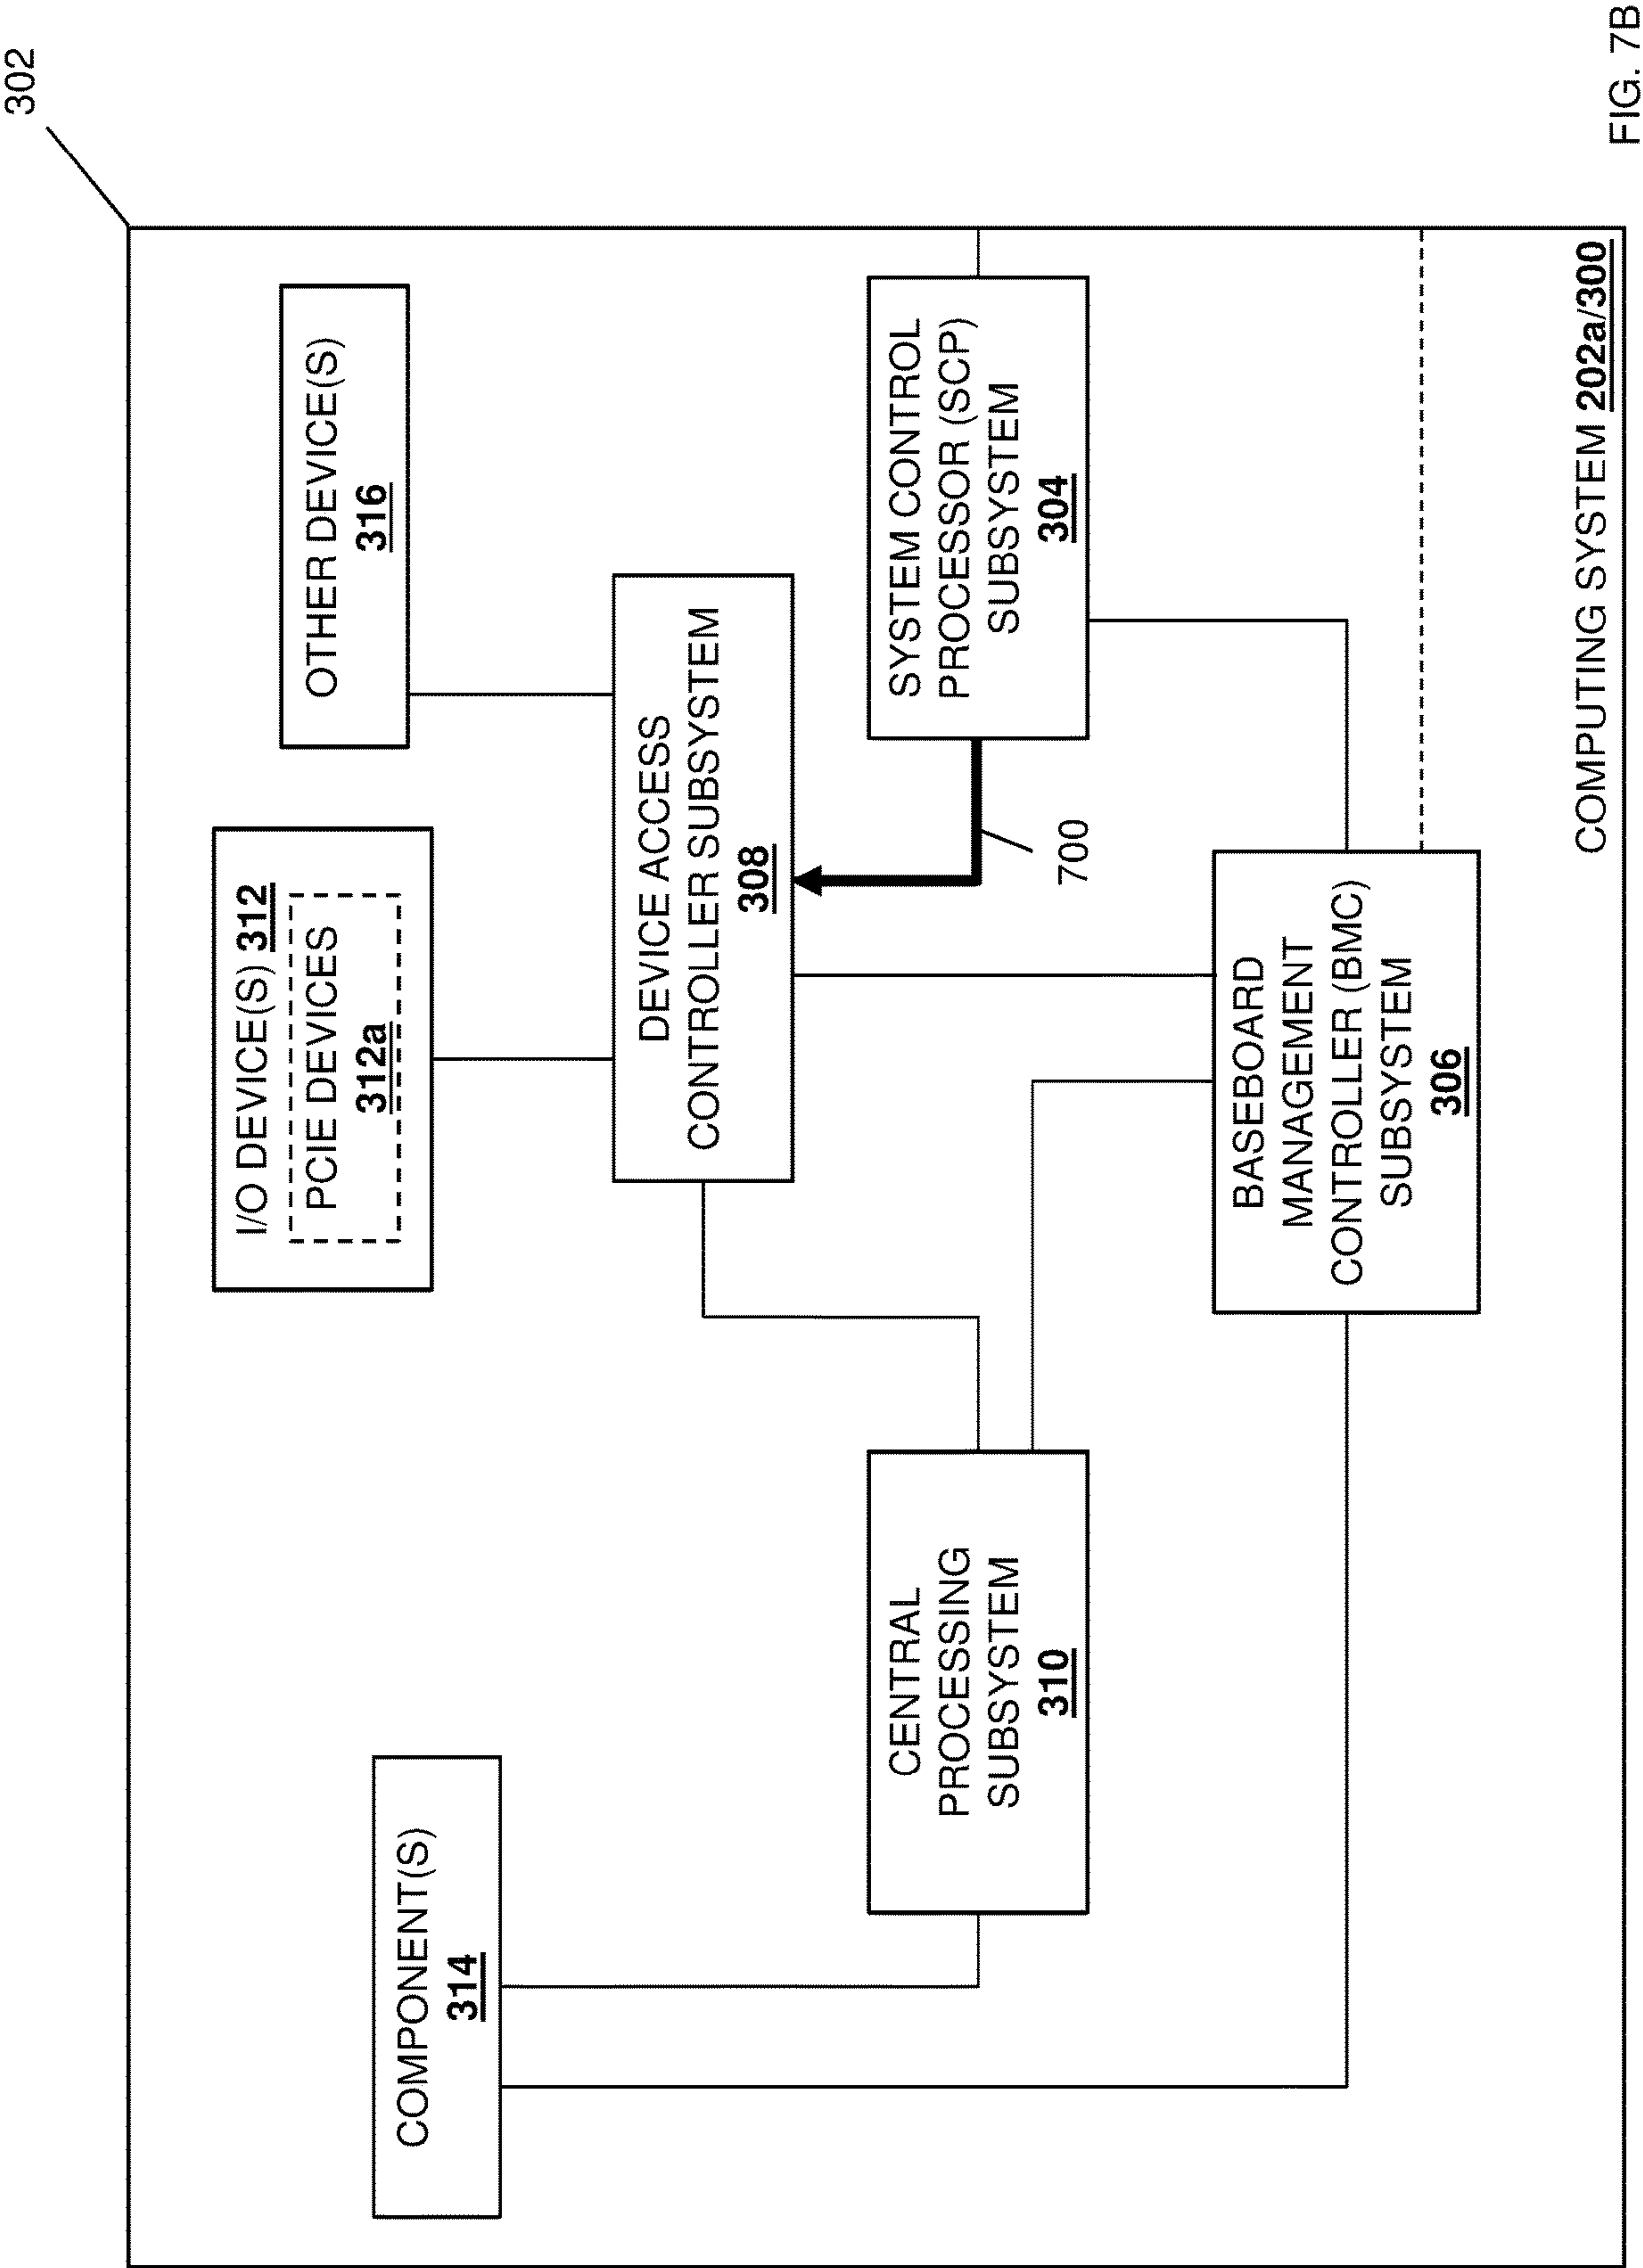 302
COMPONENT(S)
314
I/O DEVICE(S) 312
PCIE DEVICES
312a
OTHER DEVICE(S)
316
DEVICE ACCESS
CONTROLLER SUBSYSTEM
308
CENTRAL
PROCESSING
SUBSYSTEM
310
700
SYSTEM CONTROL
PROCESSOR (SCP)
SUBSYSTEM
304
BASEBOARD
MANAGEMENT
CONTROLLER (BMC)
SUBSYSTEM
306
COMPUTING SYSTEM 202a/300
FIG. 7B